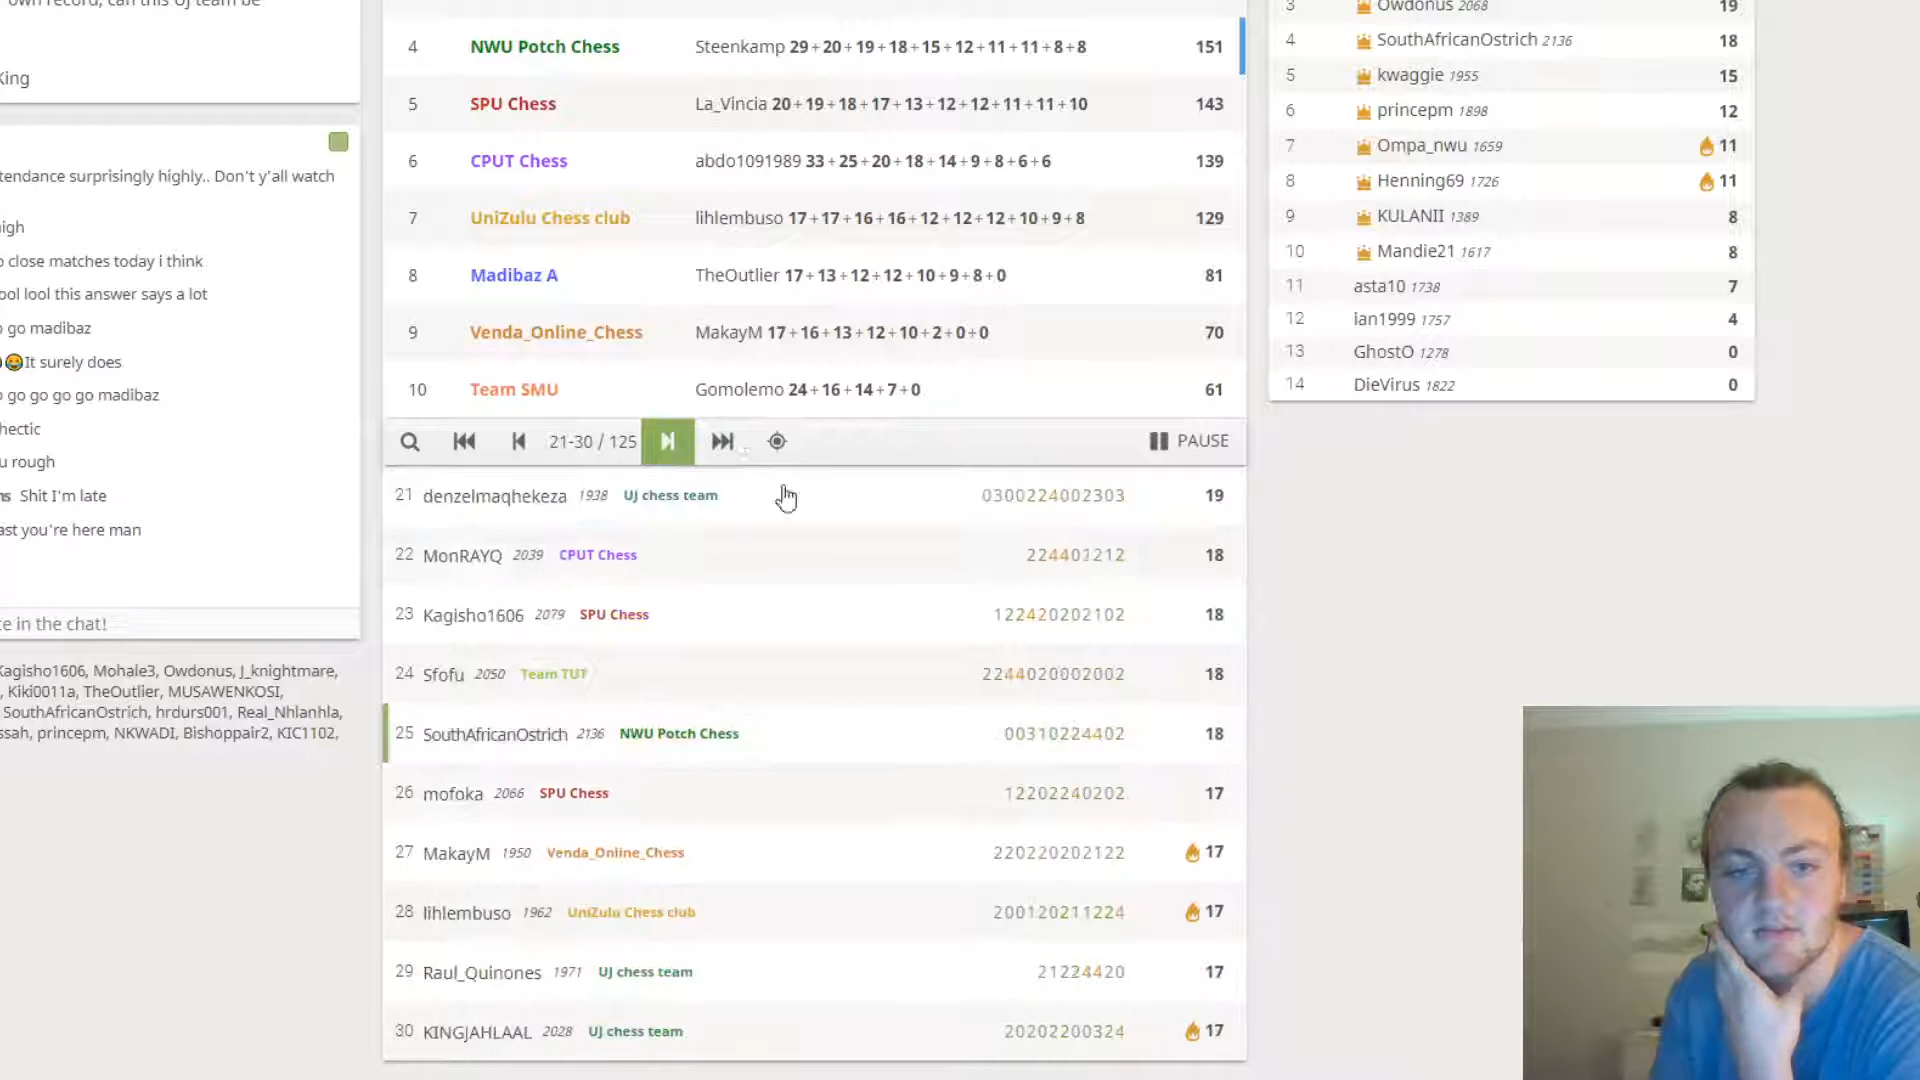 own record, can this UJ team be
King
tendance surprisingly highly.. Don't y'all watch
high
o close matches today i think
ool lool this answer says a lot
o go madibaz
It surely does
o go go go go madibaz
hectic
u rough
ns Shit I'm late
ast you're here man
te in the chat!
Kagisho1606, Mohale3, Owdonus, J_knightmare,
, Kiki0011a, TheOutlier, MUSAWENKOSI,
SouthAfricanOstrich, hrdurs001, Real_Nhlanhla,
ssah, princepm, NKWADI, Bishoppair2, KIC1102,
4 NWU Potch Chess Steenkamp 29+20+19+18+15+12+11+11+8+8 151
5 SPU Chess La_Vincia 20+19+18+17+13+12+12+11+11+10 143
6 CPUT Chess abdo1091989 33+25+20+18+14+9+8+6+6 139
7 UniZulu Chess club lihlembuso 17+17+16+16+12+12+12+10+9+8 129
8 Madibaz A TheOutlier 17+13+12+12+10+9+8+0 81
9 Venda_Online_Chess MakayM 17+16+13+12+10+2+0+0 70
10 Team SMU Gomolemo 24+16+14+7+0 61
21-30 / 125 PAUSE
21 denzelmaqhekeza 1938 UJ chess team 0300224002303 19
22 MonRAYQ 2039 CPUT Chess 224401212 18
23 Kagisho1606 2079 SPU Chess 122420202102 18
24 Sfofu 2050 Team TUT 2244020002002 18
25 SouthAfricanOstrich 2136 NWU Potch Chess 00310224402 18
26 mofoka 2066 SPU Chess 12202240202 17
27 MakayM 1950 Venda_Online_Chess 220220202122 17
28 lihlembuso 1962 UniZulu Chess club 200120211224 17
29 Raul_Quinones 1971 UJ chess team 21224420 17
30 KINGJAHLAAL 2028 UJ chess team 20202200324 17
3 Owdonus 2068 19
4 SouthAfricanOstrich 2136 18
5 kwaggie 1955 15
6 princepm 1898 12
7 Ompa_nwu 1659 11
8 Henning69 1726 11
9 KULANII 1389 8
10 Mandie21 1617 8
11 asta10 1738 7
12 ian1999 1757 4
13 GhostO 1278 0
14 DieVirus 1822 0